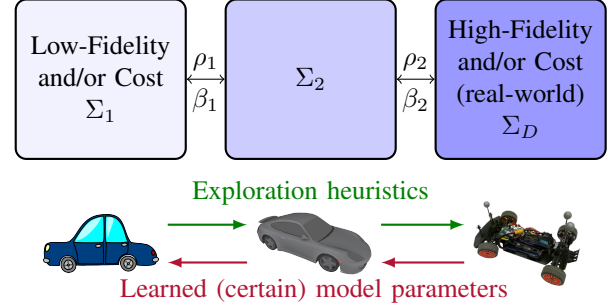 Low-Fidelity
and/or Cost
Σ₁
ρ₁
β₁
Σ₂
ρ₂
β₂
High-Fidelity
and/or Cost
(real-world)
Σ_D
Exploration heuristics
Learned (certain) model parameters